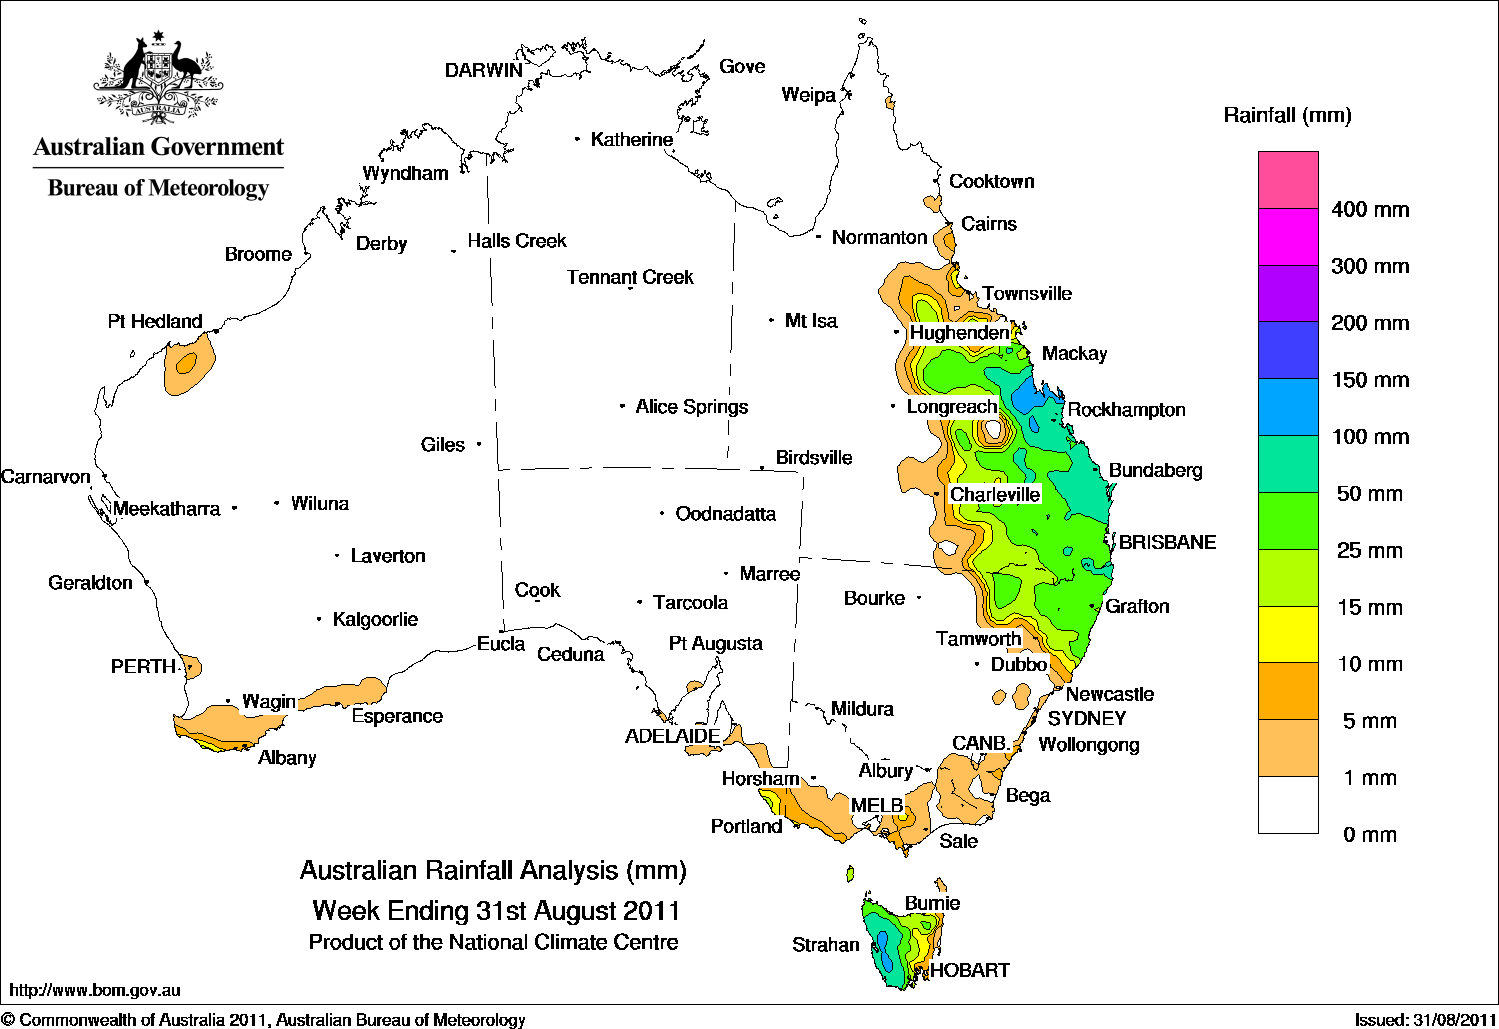 DARWIN
Gove
Weipa
AUSTRALIA
Rainfall (mm)
Australian Government
Katherine
Wyndham
Cooktown
Bureau of Meteorology
400 mm
Cairns
Normanton
Halls Creek
Derby
Broome
300 mm
Tennant Creek
Townsville
Pt Hedland
Mt Isa
200 mm
Hughenden
Mackay
150 mm
Alice Springs
Longreach
Rockhampton
100 mm
Giles
Birdsville
Bundaberg
Carnarvon
Charleville
50 mm
Meekatharra
Wiluna
Oodnadatta
BRISBANE
25 mm
Laverton
Marree
Geraldton
Cook
Tarcoola
Bourke
Grafton
15 mm
Kalgoorlie
Tamworth
Eucla
Ceduna
Pt Augusta
PERTH
Dubbo
10 mm
Newcastle
Wagin
Mildura
Esperance
SYDNEY
5 mm
ADELAIDE
CANB.
Wollongong
Albany
Horsham
Albury
1 mm
Bega
MELB
Portland
Sale
0 mm
Australian Rainfall Analysis (mm)
Week Ending 31st August 2011
Product of the National Climate Centre
Burnie
Strahan
HOBART
http://www.bom.gov.au
© Commonwealth of Australia 2011, Australian Bureau of Meteorology
Issued: 31/08/2011